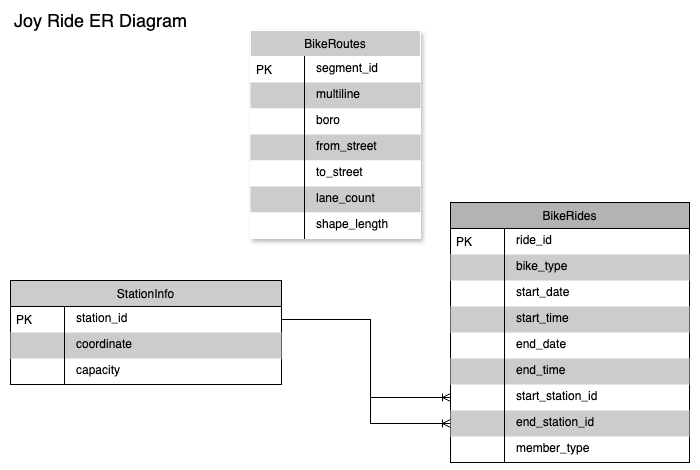 Joy Ride ER Diagram
BikeRoutes
PK segment_id
multiline
boro
from_street
to_street
lane_count
shape_length
BikeRides
PK ride_id
bike_type
start_date
start_time
end_date
end_time
start_station_id
end_station_id
member_type
StationInfo
PK station_id
coordinate
capacity